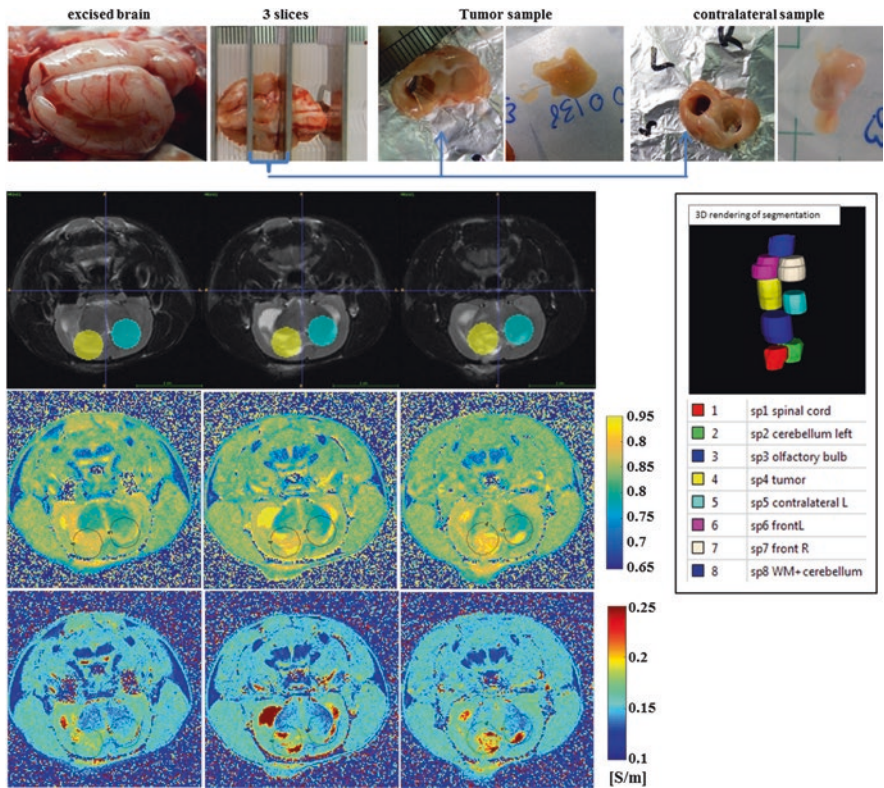 excised brain
3 slices
Tumor sample
contralateral sample
3D rendering of segmentation
1 sp1 spinal cord
2 sp2 cerebellum left
3 sp3 olfactory bulb
4 sp4 tumor
5 sp5 contralateral L
6 sp6 frontL
7 sp7 front R
8 sp8 WM+cerebellum
0.95
0.9
0.85
0.8
0.75
0.7
0.65
0.25
0.2
0.15
0.1
[S/m]